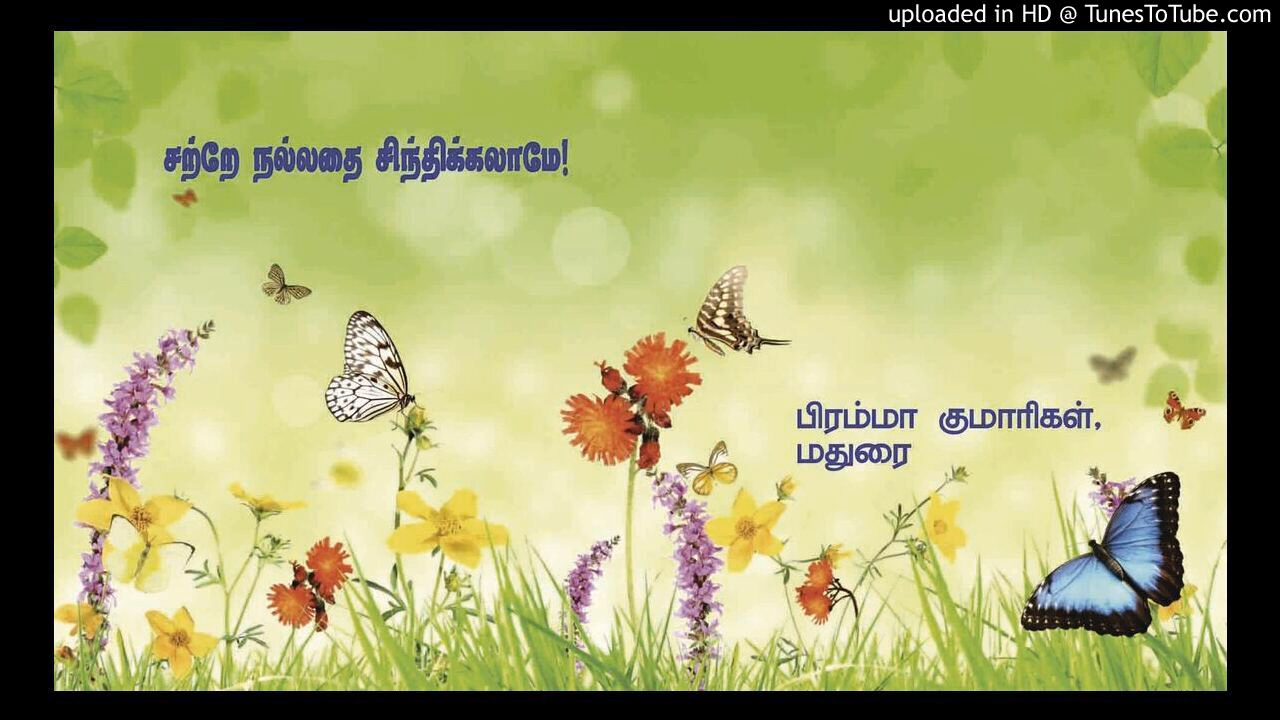 uploaded in HD @ TunesToTube.com
சற்றே நல்லதை சிந்திக்கலாமே!
பிரம்மா குமாரிகள்,
மதுரை